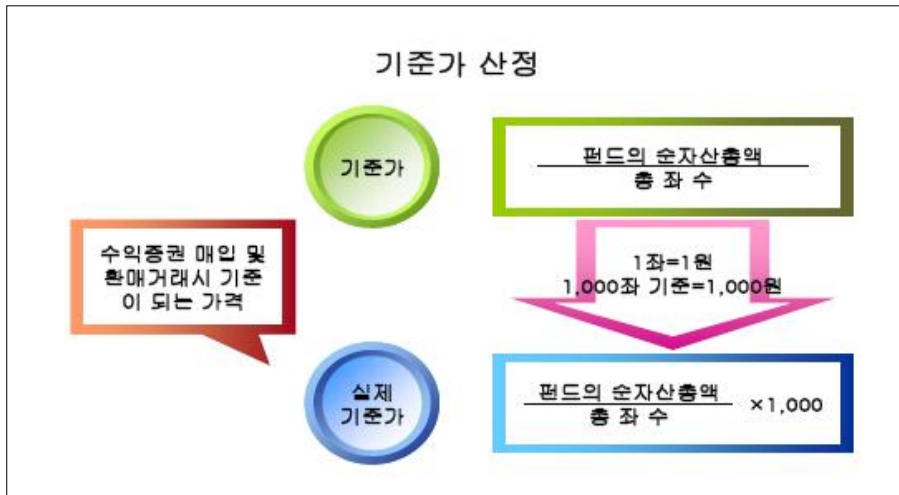 기준가 산정
기준가
펀드의 순자산총액
총 좌 수
수익증권 매입 및
환매거래시 기준
이 되는 가격
1좌=1원
1,000좌 기준=1,000원
실제
기준가
펀드의 순자산총액
총 좌 수
×1,000